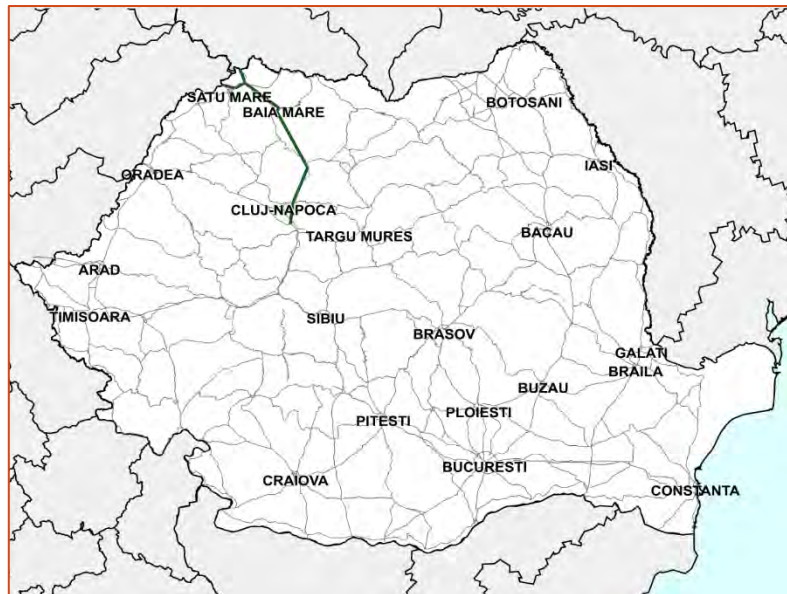 SATU MARE
BOTOSANI
BAIA MARE
IASI
ORADEA
CLUJ-NAPOCA
TARGU MURES
BACAU
ARAD
TIMISOARA
SIBIU
BRASOV
GALATI
BRAILA
BUZAU
PLOIESTI
PITESTI
BUCURESTI
CRAIOVA
CONSTANTA